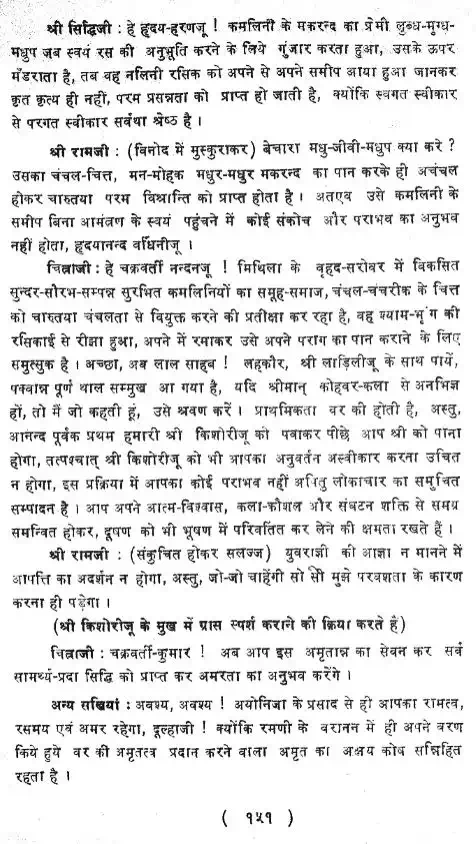 श्री सिद्धिजी : हे हृदय-हरणजू ! कमलिनी के मकरन्द का प्रेमी लुब्ध-मुग्ध-
मधुप जब स्वयं रस की अनुभूति करने के लिये गुंजार करता हुआ, उसके ऊपर
मँडराता है, तब वह नलिनी रसिक को अपने से अपने समीप आया हुआ जानकर
कृत कृत्य ही नहीं, परम प्रसन्नता को प्राप्त हो जाती है, क्योंकि स्वगत स्वीकार
से परगत स्वीकार सर्वथा श्रेष्ठ है ।
श्री रामजी : (विनोद में मुस्कुराकर) बेचारा मधु-जीवी-मधुप क्या करे ?
उसका चंचल-चित्त, मन-मोहक मधुर-मधुर मकरन्द का पान करके ही अचंचल
होकर चारुतया परम विश्रान्ति को प्राप्त होता है । अतएव उसे कमलिनी के
समीप बिना आमंत्रण के स्वयं पहुंचने में कोई संकोच और पराभव का अनुभव
नहीं होता, हृदयानन्द वर्धिनीजू ।
चित्राजी : हे चक्रवर्ती नन्दनजू ! मिथिला के वृहद-सरोवर में विकसित
सुन्दर-सौरभ-सम्पन्न सुरभित कमलिनियों का समूह-समाज, चंचल-चंचरीक के चित्त
को चारुतया चंचलता से वियुक्त करने की प्रतीक्षा कर रहा है, वह श्याम-भृंग की
रसिकाई से रीझा हुआ, अपने में रमाकर उसे अपने पराग का पान कराने के लिए
समुत्सुक है । अच्छा, अब लाल साहब ! लहकौर, श्री लाड़िलीजू के साथ पायें,
पक्वान्न पूर्ण थाल सम्मुख आ गया है, यदि श्रीमान् कोहवर-कला से अनभिज्ञ
हों, तो मैं जो कहती हूं, उसे श्रवण करें । प्राथमिकता वर की होती है, अस्तु,
आनन्द पूर्वक प्रथम हमारी श्री किशोरीजू को पवाकर पीछे आप श्री को पाना
होगा, तत्पश्चात् श्री किशोरीजू को भी आपका अनुवर्तन अस्वीकार करना उचित
न होगा, इस प्रक्रिया में आपका कोई पराभव नहीं अपितु लोकाचार का समुचित
सम्पादन है । आप अपने आत्म-विश्वास, कला-कौशल और संघटन शक्ति से समग्र
समन्वित होकर, दूषण को भी भूषण में परिवर्तित कर लेने की क्षमता रखते हैं ।
श्री रामजी : (संकुचित होकर सलज्ज) युवराज्ञी की आज्ञा न मानने में
आपत्ति का अदर्शन न होगा, अस्तु, जो-जो चाहेंगी सो सो मुझे परवशता के कारण
करना ही पड़ेगा ।
(श्री किशोरीजू के मुख में ग्रास स्पर्श कराने की क्रिया करते हैं)
चित्राजी : चक्रवर्ती-कुमार ! अब आप इस अमृतान्न का सेवन कर सर्व
सामर्थ्य-प्रदा सिद्धि को प्राप्त कर अमरता का अनुभव करेंगे ।
अन्य सखियां : अवश्य, अवश्य ! अयोनिजा के प्रसाद से ही आपका रामत्व,
रसमय एवं अमर रहेगा, दूल्हाजी ! क्योंकि रमणी के वरानन में ही अपने वरण
किये हुये वर की अमृतत्व प्रदान करने वाला अमृत का अक्षय कोष सन्निहित
रहता है ।
( १५१ )